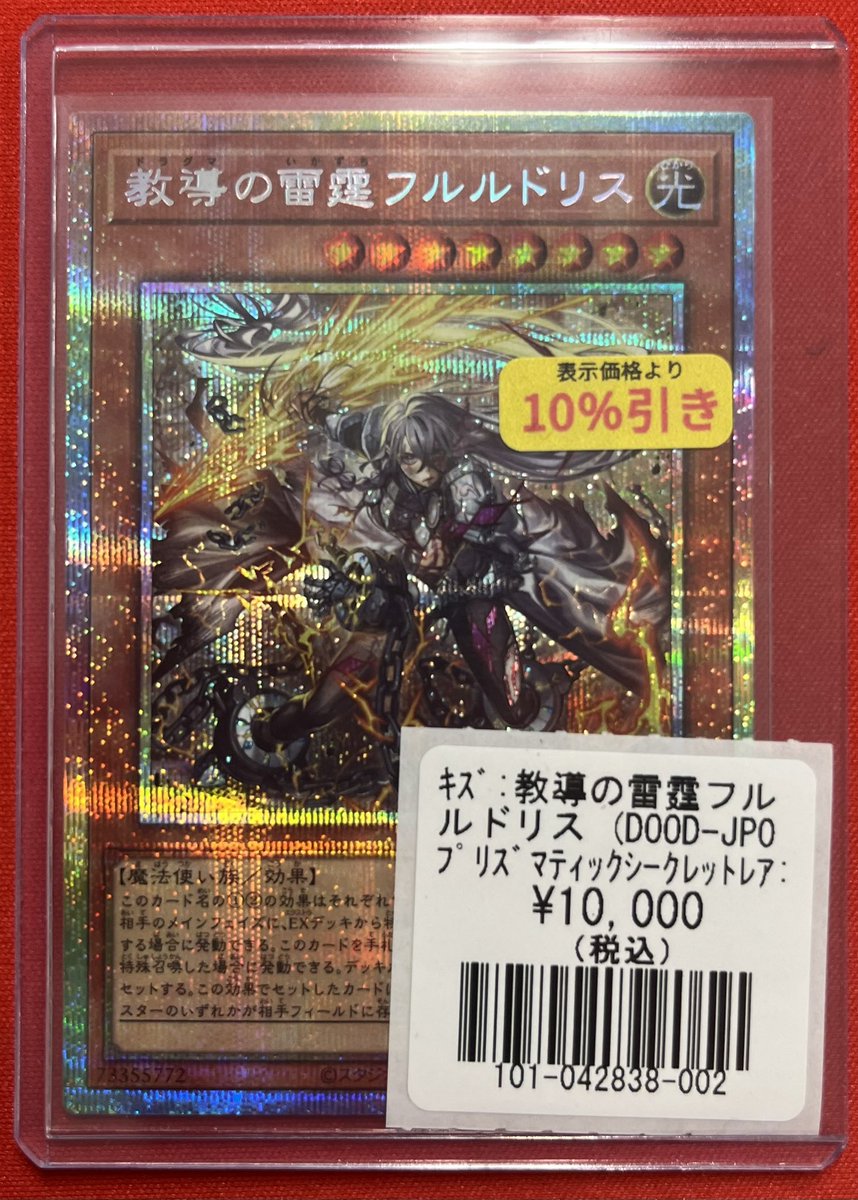 教導の雷霆フルルドリス
光
表示価格より
10%引き
【魔法使い族／効果】
このカード名の①②の効果はそれぞれ
相手のメインフェイズに、EXデッキから
する場合に発動できる。このカードを手札
特殊召喚した場合に発動できる。デッキ
セットする。この効果でセットしたカード
スターのいずれかが相手フィールドに存
73355772
©スタジ
ｷｽﾞ:教導の雷霆フル
ルドリス (DOOD-JP0
ﾌﾟﾘｽﾞマティックシークレットレア:
¥10,000
(税込)
101-042838-002